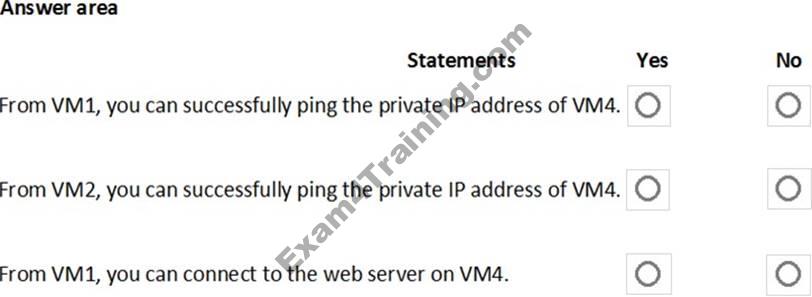 Answer area
Statements Yes No
From VM1, you can successfully ping the private IP address of VM4.
From VM2, you can successfully ping the private IP address of VM4.
From VM1, you can connect to the web server on VM4.
Exam4Training.com